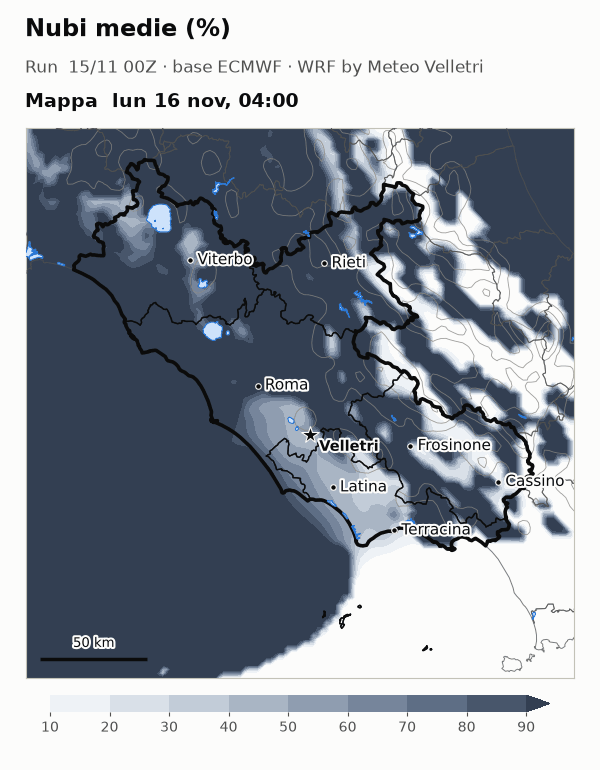 Nubi medie (%)
Run  15/11 00Z · base ECMWF · WRF by Meteo Velletri
Mappa  lun 16 nov, 04:00
Viterbo
Rieti
Roma
Velletri
Frosinone
Latina
Cassino
Terracina
50 km
10 20 30 40 50 60 70 80 90